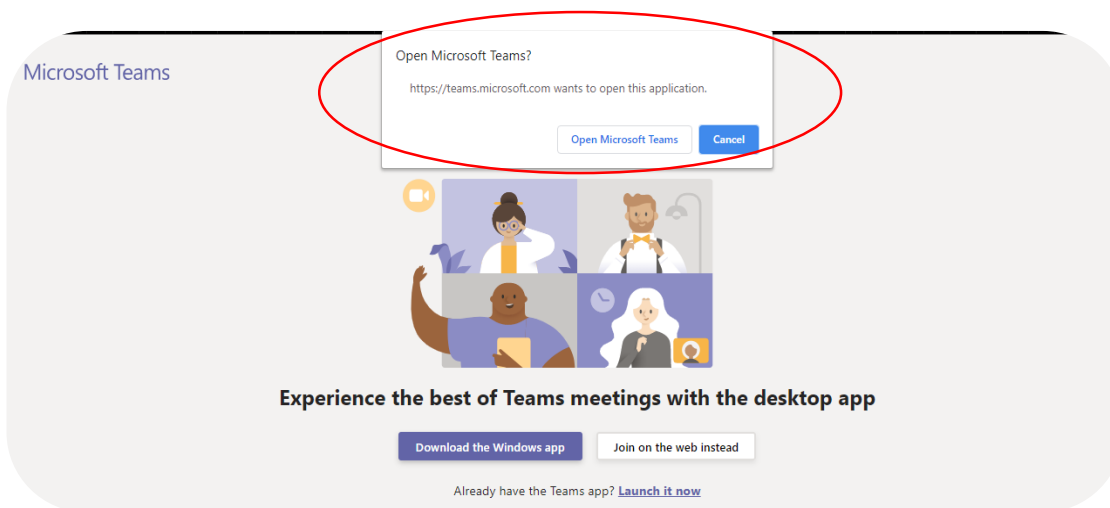 Open Microsoft Teams?
Microsoft Teams
https://teams.microsoft.com wants to open this application.
Open Microsoft Teams Cancel
Experience the best of Teams meetings with the desktop app
Download the Windows app Join on the web instead
Already have the Teams app? Launch it now